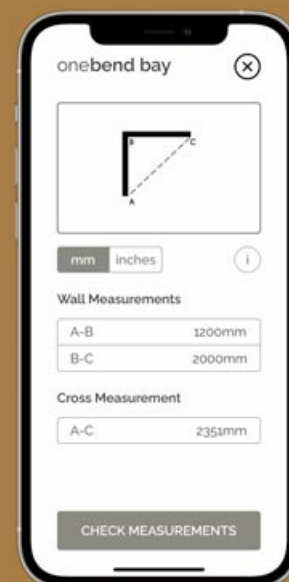 onebend bay
B
C
A
mm inches i
Wall Measurements
A-B 1200mm
B-C 2000mm
Cross Measurement
A-C 2351mm
CHECK MEASUREMENTS